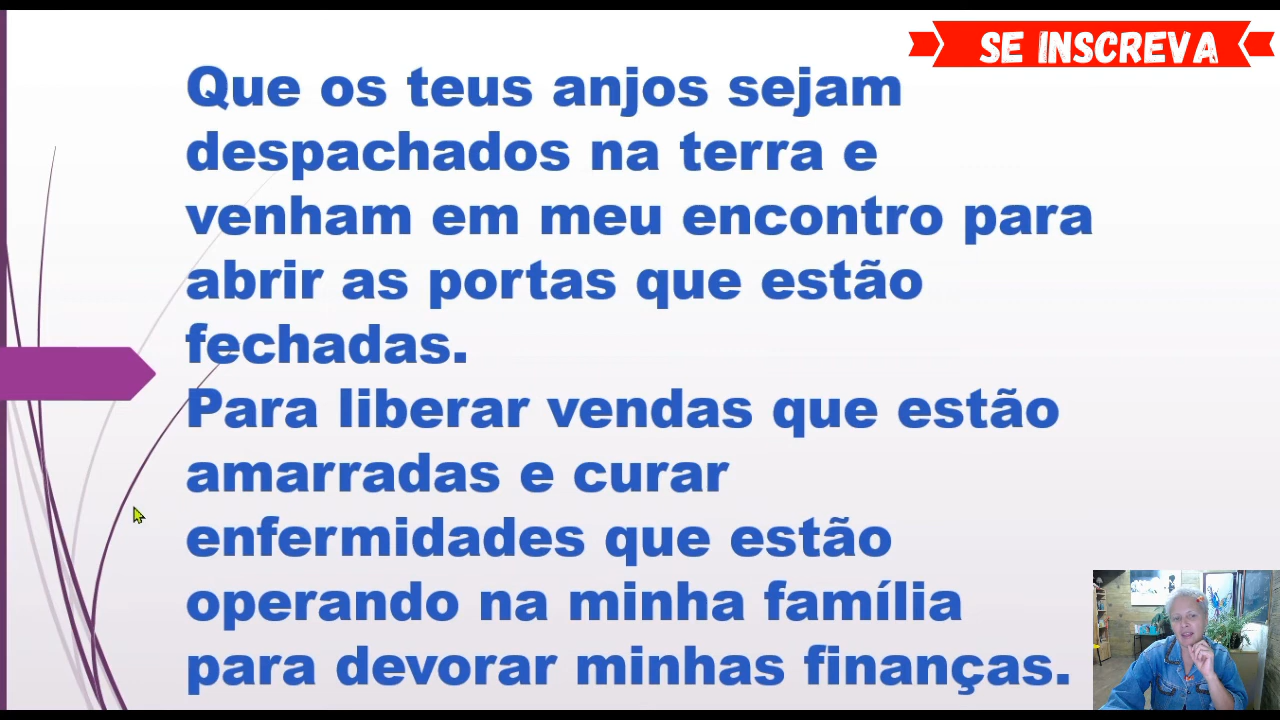 SE INSCREVA
Que os teus anjos sejam
despachados na terra e
venham em meu encontro para
abrir as portas que estão
fechadas.
Para liberar vendas que estão
amarradas e curar
enfermidades que estão
operando na minha família
para devorar minhas finanças.